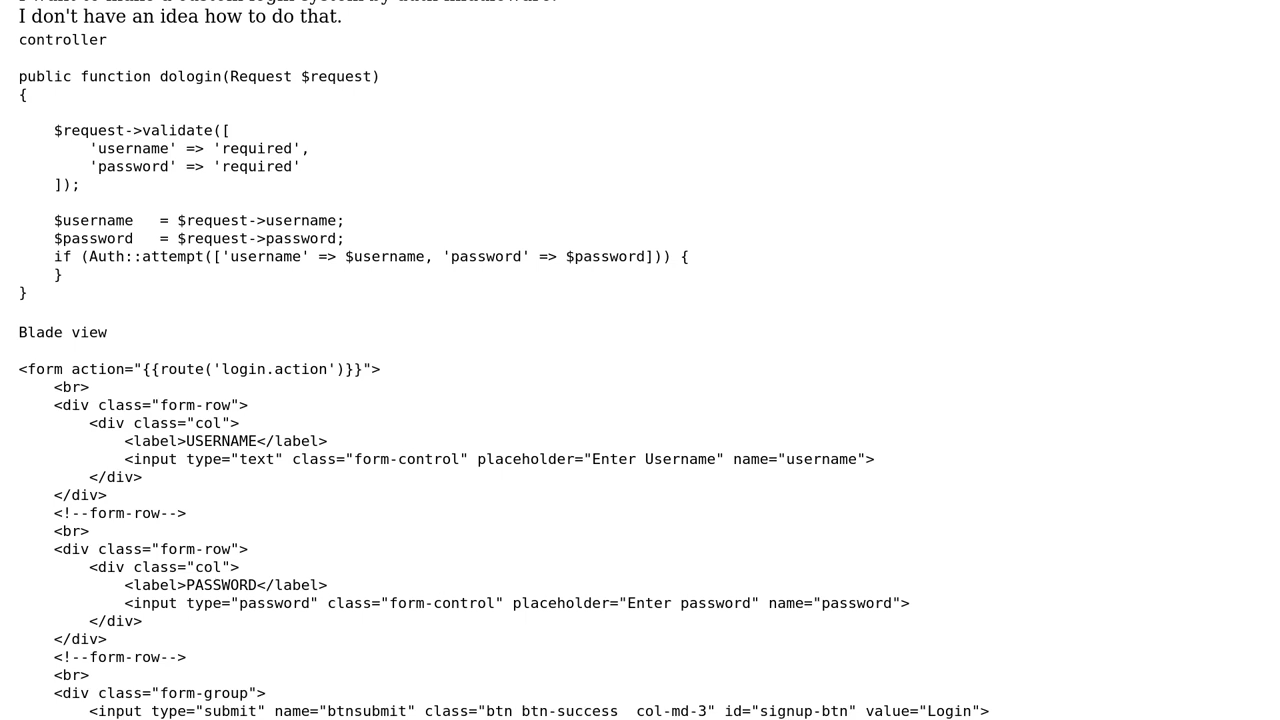 I don't have an idea how to do that.
controller
public function dologin(Request $request)
{
    $request->validate([
        'username' => 'required',
        'password' => 'required'
    ]);
    $username   = $request->username;
    $password   = $request->password;
    if (Auth::attempt(['username' => $username, 'password' => $password])) {
    }
}
Blade view
<form action="{{route('login.action')}}">
    <br>
    <div class="form-row">
        <div class="col">
            <label>USERNAME</label>
            <input type="text" class="form-control" placeholder="Enter Username" name="username">
        </div>
    </div>
    <!--form-row-->
    <br>
    <div class="form-row">
        <div class="col">
            <label>PASSWORD</label>
            <input type="password" class="form-control" placeholder="Enter password" name="password">
        </div>
    </div>
    <!--form-row-->
    <br>
    <div class="form-group">
        <input type="submit" name="btnsubmit" class="btn btn-success  col-md-3" id="signup-btn" value="Login">